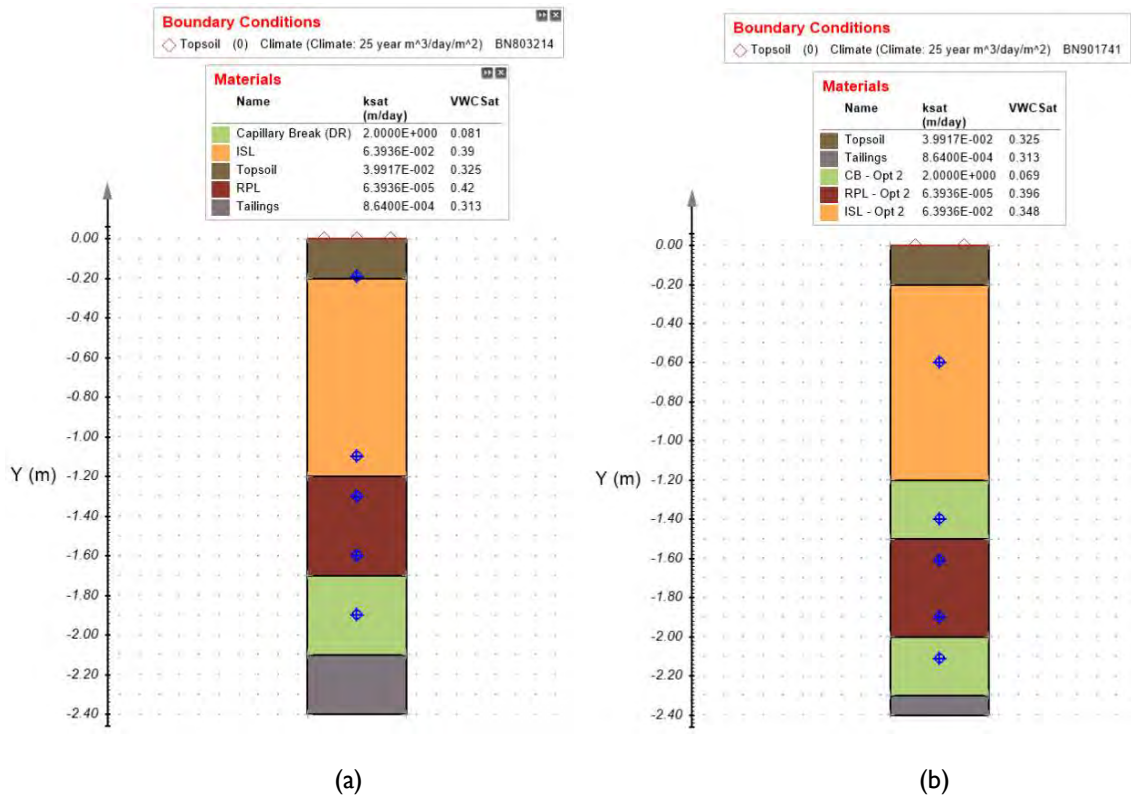 Boundary Conditions
Topsoil (0) Climate (Climate: 25 year m^3/day/m^2) BN803214
Materials
Name ksat (m/day) VWCSat
Capillary Break (DR) 2.0000E+000 0.081
ISL 6.3936E-002 0.39
Topsoil 3.9917E-002 0.325
RPL 6.3936E-005 0.42
Tailings 8.6400E-004 0.313
0.00
-0.20
-0.40
-0.60
-0.80
-1.00
-1.20
-1.40
-1.60
-1.80
-2.00
-2.20
-2.40
Y (m)
(a)
Boundary Conditions
Topsoil (0) Climate (Climate: 25 year m^3/day/m^2) BN901741
Materials
Name ksat (m/day) VWCSat
Topsoil 3.9917E-002 0.325
Tailings 8.6400E-004 0.313
CB - Opt 2 2.0000E+000 0.069
RPL - Opt 2 6.3936E-005 0.396
ISL - Opt 2 6.3936E-002 0.348
0.00
-0.20
-0.40
-0.60
-0.80
-1.00
-1.20
-1.40
-1.60
-1.80
-2.00
-2.20
-2.40
Y (m)
(b)